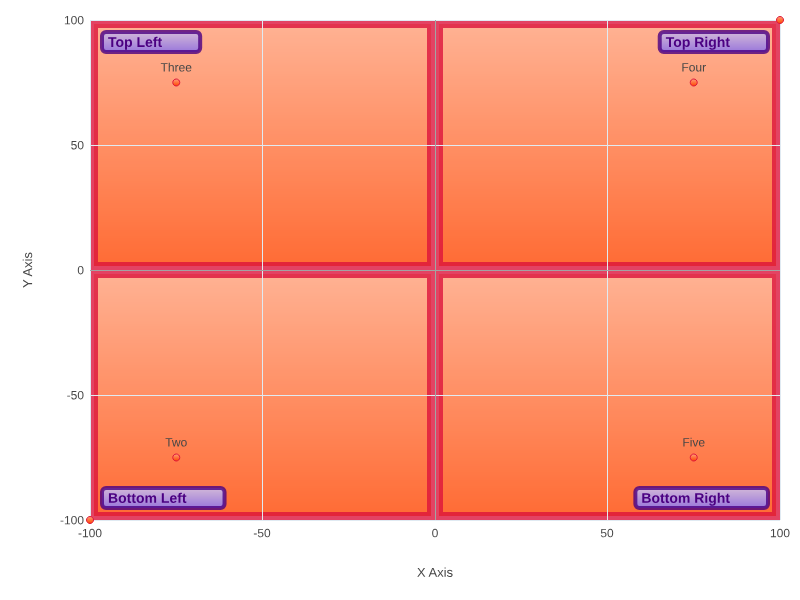 100
Top Left
Top Right
Three
Four
50
Y Axis
0
-50
Two
Five
Bottom Left
Bottom Right
-100
-100
-50
0
50
100
X Axis